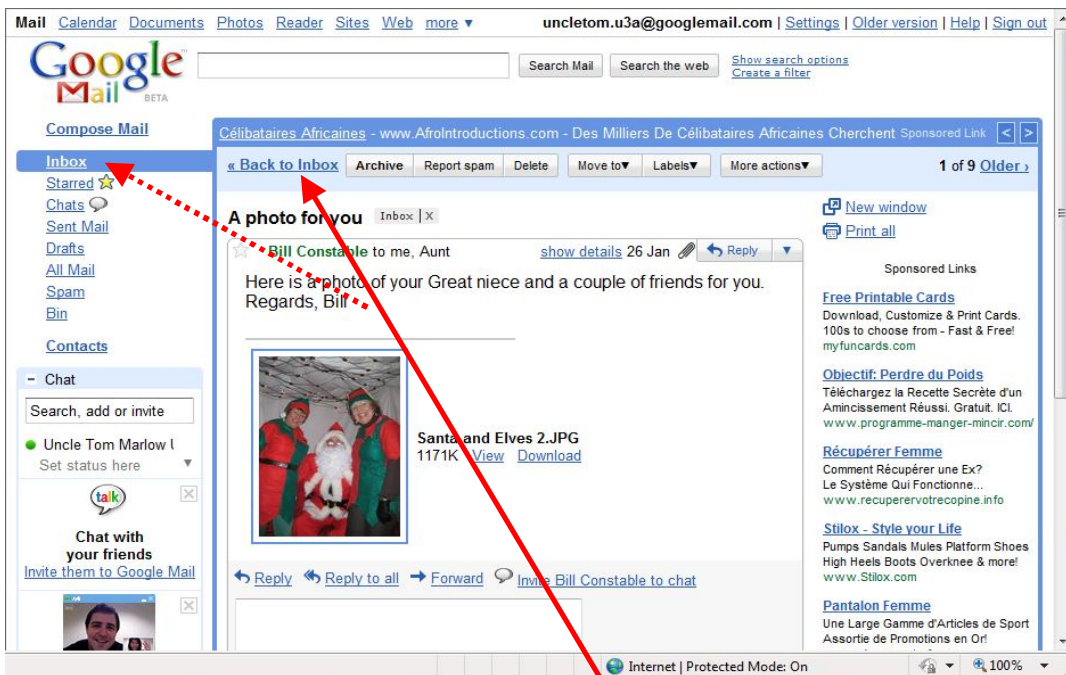 Mail Calendar Documents Photos Reader Sites Web more ▼ uncletom.u3a@googlemail.com | Settings | Older version | Help | Sign out
Google Mail BETA
Search Mail Search the web Show search options
Create a filter
Compose Mail
Inbox
Starred
Chats
Sent Mail
Drafts
All Mail
Spam
Bin
Contacts
− Chat
Search, add or invite
Uncle Tom Marlow U
Set status here ▼
talk
Chat with
your friends
Invite them to Google Mail
Célibataires Africaines - www.AfroIntroductions.com - Des Milliers De Célibataires Africaines Cherchent Sponsored Link < >
« Back to Inbox Archive Report spam Delete Move to▼ Labels▼ More actions▼ 1 of 9 Older ›
A photo for you Inbox | X
Bill Constable to me, Aunt show details 26 Jan Reply ▼
Here is a photo of your Great niece and a couple of friends for you.
Regards, Bill
Santa and Elves 2.JPG
1171K View Download
Reply Reply to all Forward Invite Bill Constable to chat
New window
Print all
Sponsored Links
Free Printable Cards
Download, Customize & Print Cards.
100s to choose from - Fast & Free!
myfuncards.com
Objectif: Perdre du Poids
Téléchargez la Recette Secrète d'un
Amincissement Réussi. Gratuit. ICI.
www.programme-manger-mincir.com/
Récupérer Femme
Comment Récupérer une Ex?
Le Système Qui Fonctionne...
www.recuperervotrecopine.info
Stilox - Style your Life
Pumps Sandals Mules Platform Shoes
High Heels Boots Overknee & more!
www.Stilox.com
Pantalon Femme
Une Large Gamme d'Articles de Sport
Assortie de Promotions en Or!
Internet | Protected Mode: On 100% ▼